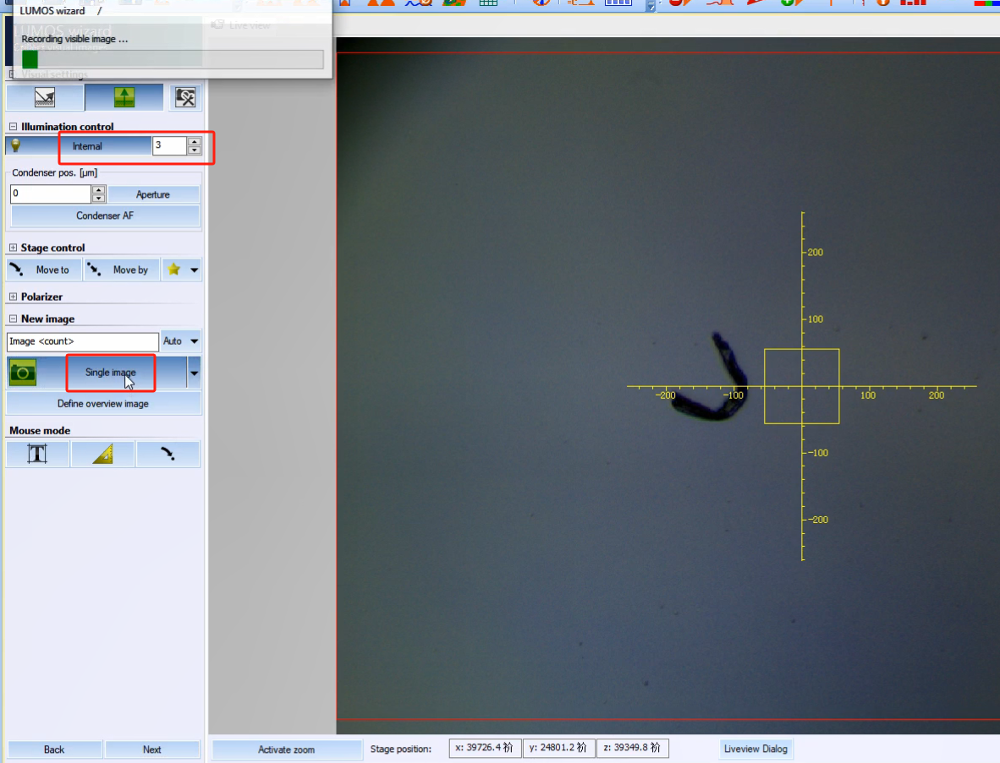 LUMOS wizard /
Live view
LUMOS wizard
Recording visible image ...
Visual settings
Illumination control
Internal 3
Condenser pos. [µm]
0 Aperture
Condenser AF
Stage control
Move to Move by
Polarizer
New image
Image <count> Auto
Single image
Define overview image
Mouse mode
T
200
100
-200 -100 100 200
-100
-200
Back Next Activate zoom Stage position: x: 39726.4 祄 y: 24801.2 祄 z: 39349.8 祄 Liveview Dialog